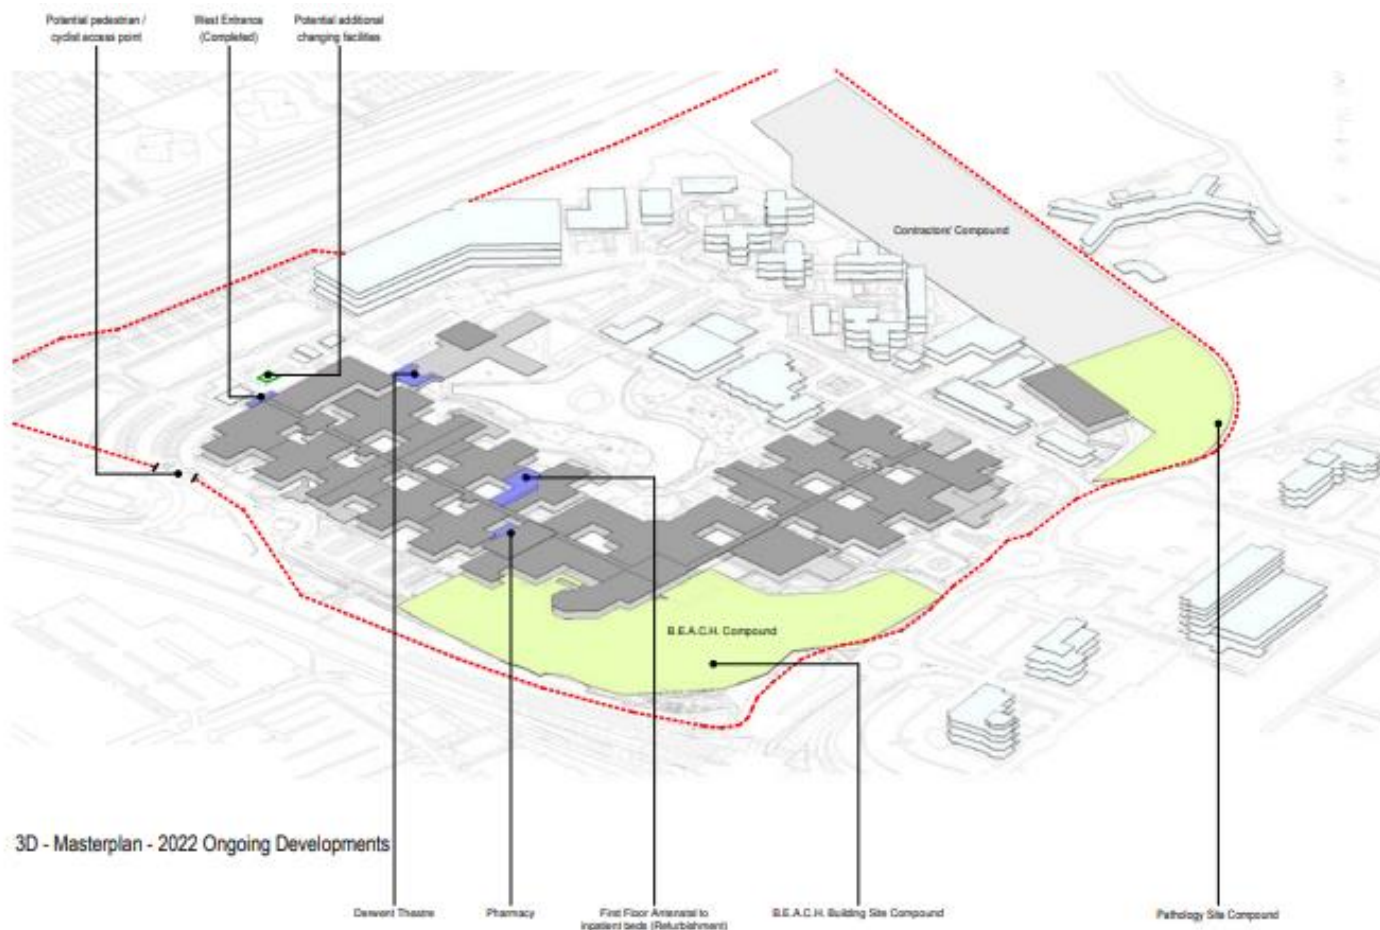 Potential pedestrian /
cyclist access point
West Entrance
(Completed)
Potential additional
changing facilities
Contractors' Compound
B.E.A.C.H. Compound
3D - Masterplan - 2022 Ongoing Developments
Derwent Theatre
Pharmacy
First Floor Antenatal to
inpatient beds (Refurbishment)
B.E.A.C.H. Building Site Compound
Pathology Site Compound